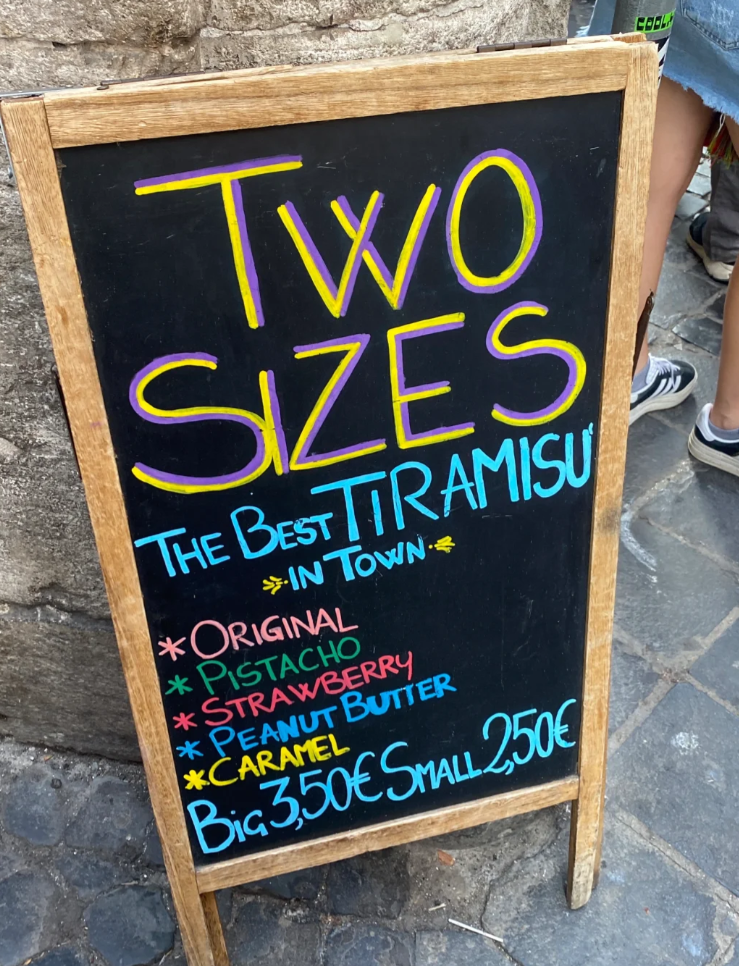 COOL
TWO
SIZES
THE BEST TIRAMISU'
IN TOWN
* ORIGINAL
* PISTACHO
* STRAWBERRY
* PEANUT BUTTER
* CARAMEL
BiG 3,50€ SMALL 2,50€